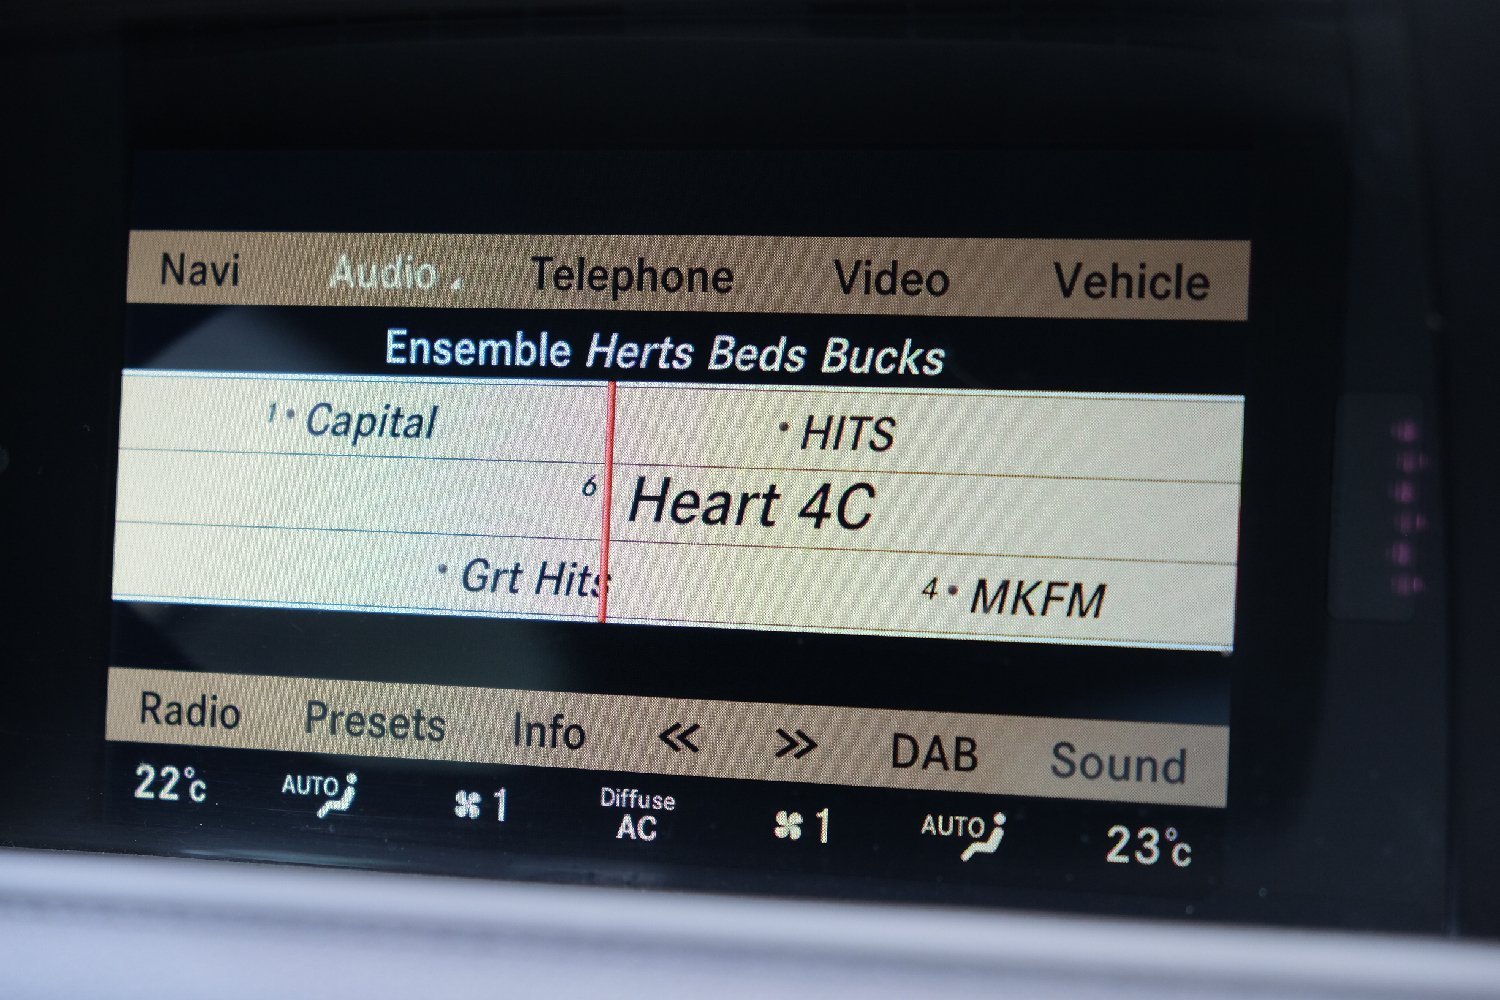 Navi Audio Telephone Video Vehicle
Ensemble Herts Beds Bucks
1 • Capital • HITS
6 Heart 4C
• Grt Hits 4 • MKFM
Radio Presets Info << >> DAB Sound
22°C AUTO 1 Diffuse AC 1 AUTO 23°C